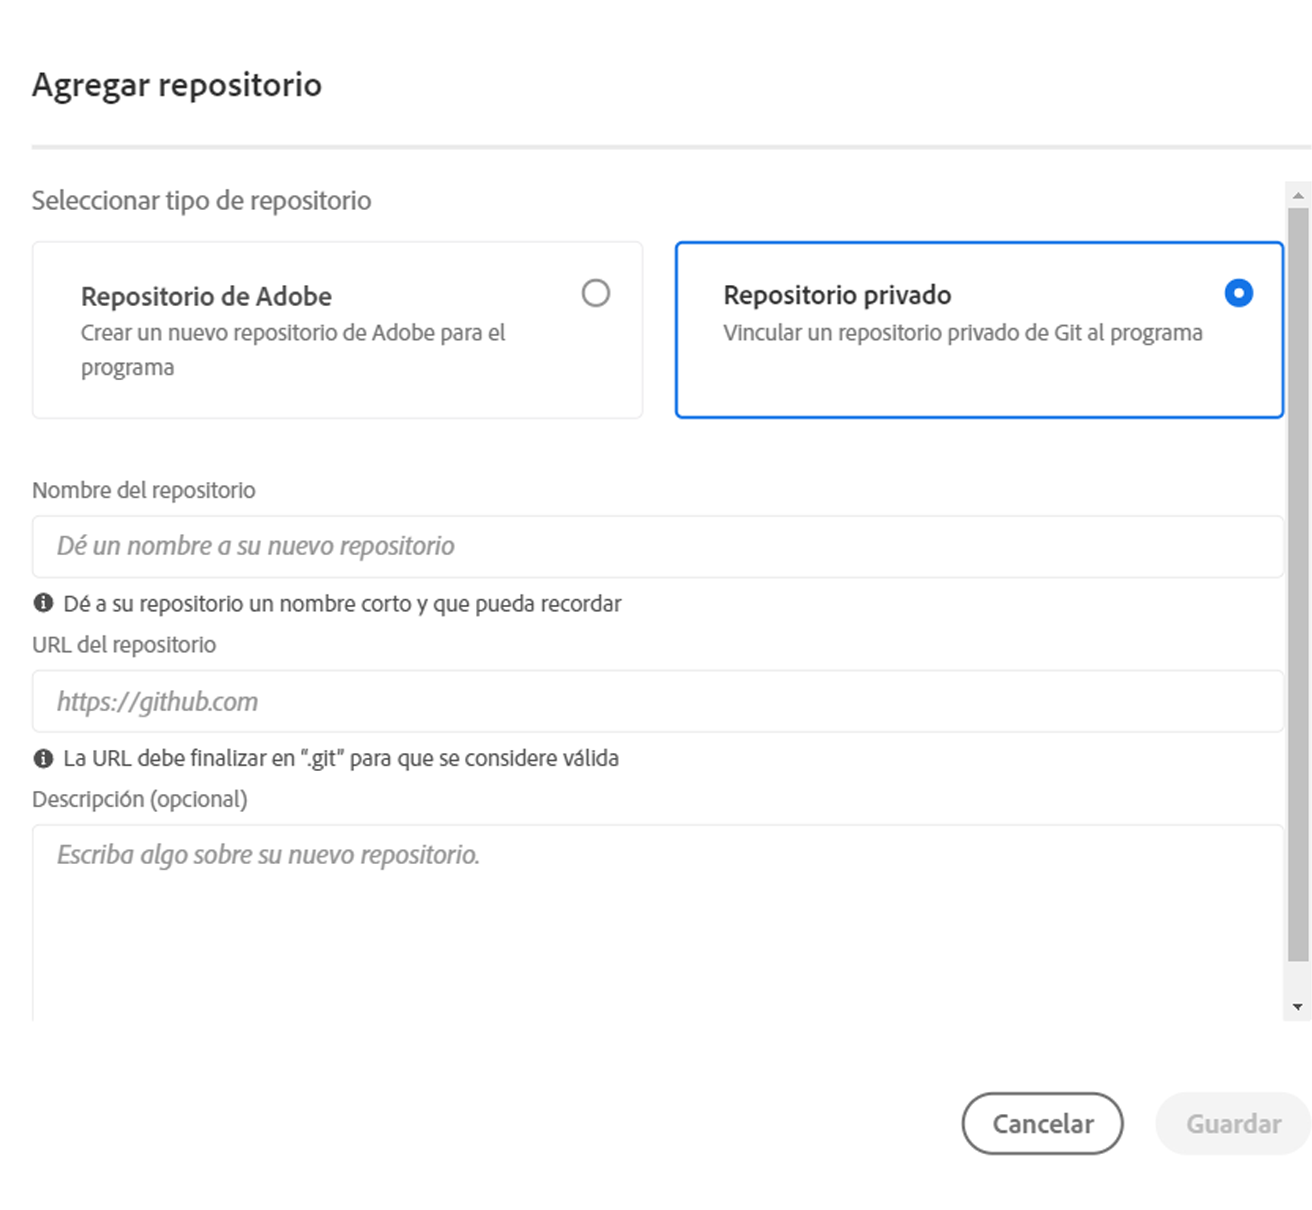 Agregar repositorio
Seleccionar tipo de repositorio
Repositorio de Adobe
Crear un nuevo repositorio de Adobe para el
programa
Repositorio privado
Vincular un repositorio privado de Git al programa
Nombre del repositorio
Dé un nombre a su nuevo repositorio
Dé a su repositorio un nombre corto y que pueda recordar
URL del repositorio
https://github.com
La URL debe finalizar en “.git” para que se considere válida
Descripción (opcional)
Escriba algo sobre su nuevo repositorio.
Cancelar
Guardar